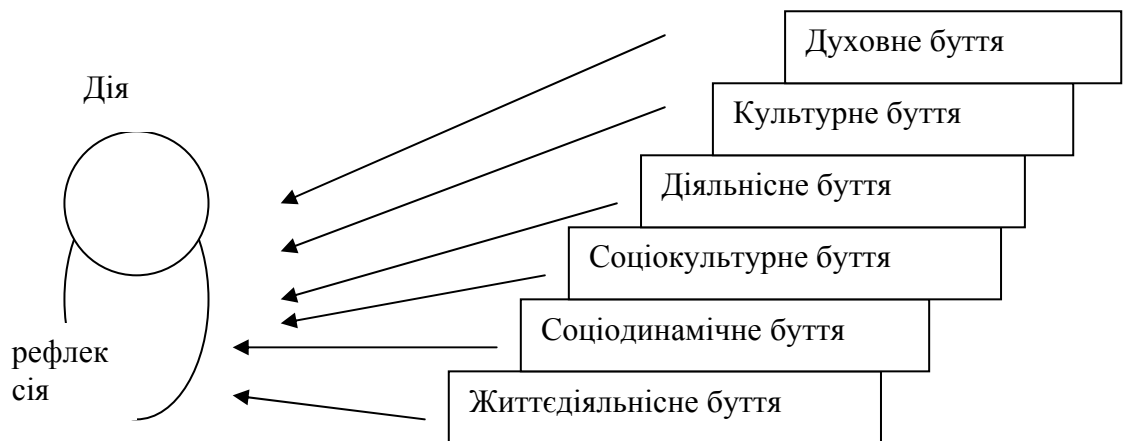 Духовне буття
Дія
Культурне буття
Діяльнісне буття
Соціокультурне буття
Соціодинамічне буття
рефлек
сія
Життєдіяльнісне буття